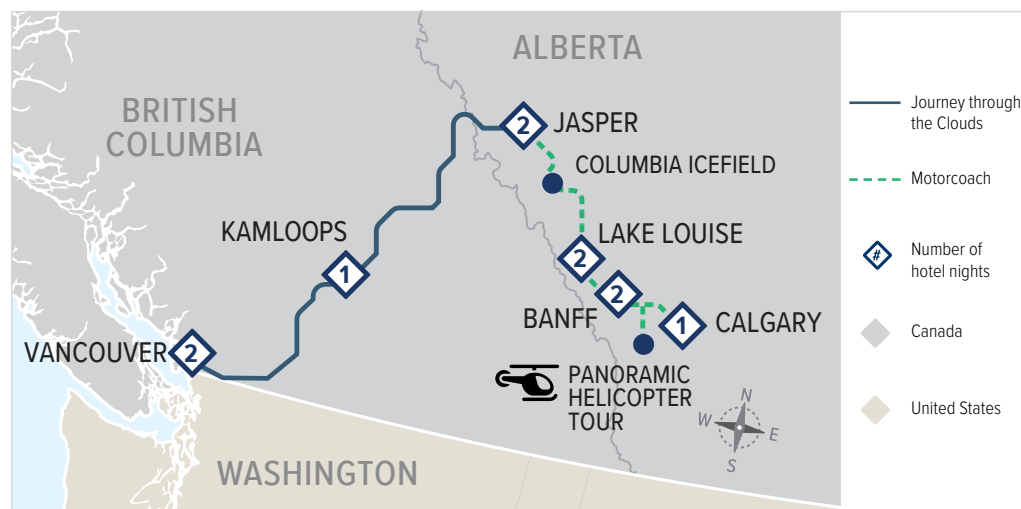 ALBERTA
BRITISH
COLUMBIA
2
JASPER
COLUMBIA ICEFIELD
KAMLOOPS
1
LAKE LOUISE
2
2
BANFF
1
CALGARY
VANCOUVER
2
PANORAMIC
HELICOPTER
TOUR
N
W
E
S
WASHINGTON
Journey through
the Clouds
Motorcoach
#
Number of
hotel nights
Canada
United States